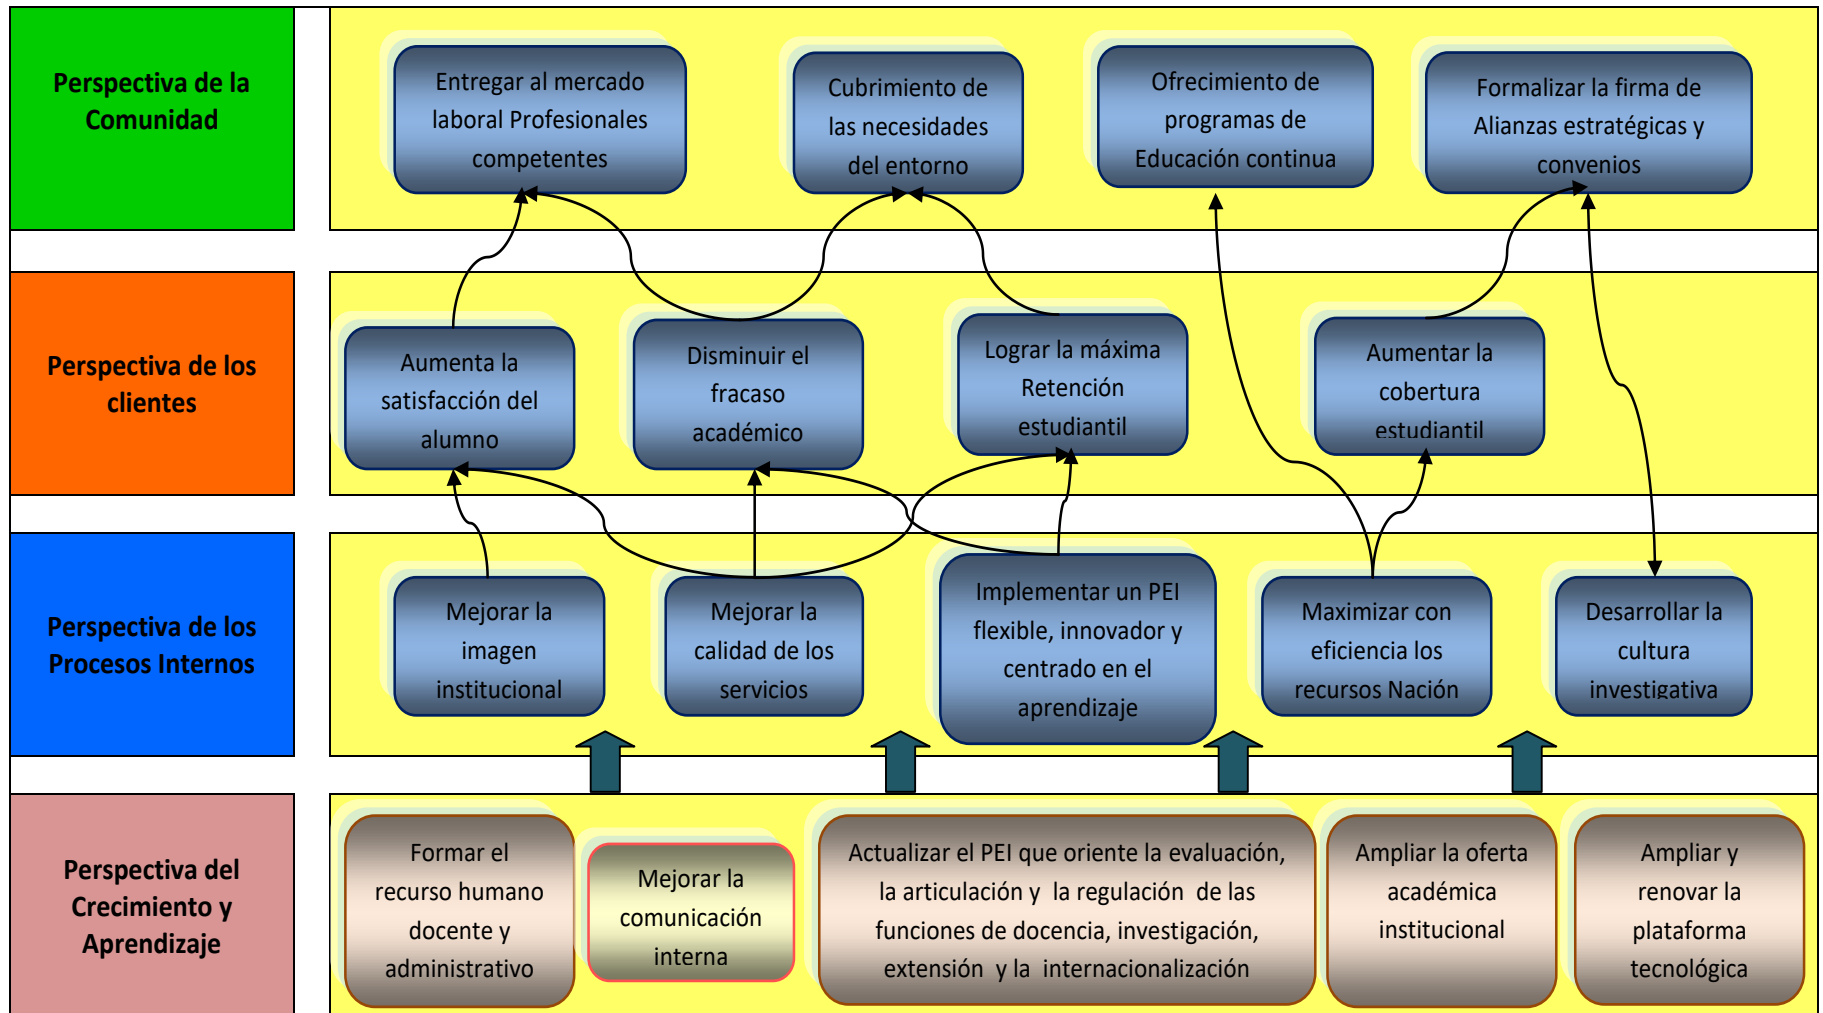 Perspectiva de la
Comunidad
Entregar al mercado
laboral Profesionales
competentes
Cubrimiento de
las necesidades
del entorno
Ofrecimiento de
programas de
Educación continua
Formalizar la firma de
Alianzas estratégicas y
convenios
Perspectiva de los
clientes
Aumenta la
satisfacción del
alumno
Disminuir el
fracaso
académico
Lograr la máxima
Retención
estudiantil
Aumentar la
cobertura
estudiantil
Perspectiva de los
Procesos Internos
Mejorar la
imagen
institucional
Mejorar la
calidad de los
servicios
Implementar un PEI
flexible, innovador y
centrado en el
aprendizaje
Maximizar con
eficiencia los
recursos Nación
Desarrollar la
cultura
investigativa
Perspectiva del
Crecimiento y
Aprendizaje
Formar el
recurso humano
docente y
administrativo
Mejorar la
comunicación
interna
Actualizar el PEI que oriente la evaluación,
la articulación y  la regulación  de las
funciones de docencia, investigación,
extensión  y la  internacionalización
Ampliar la oferta
académica
institucional
Ampliar y
renovar la
plataforma
tecnológica